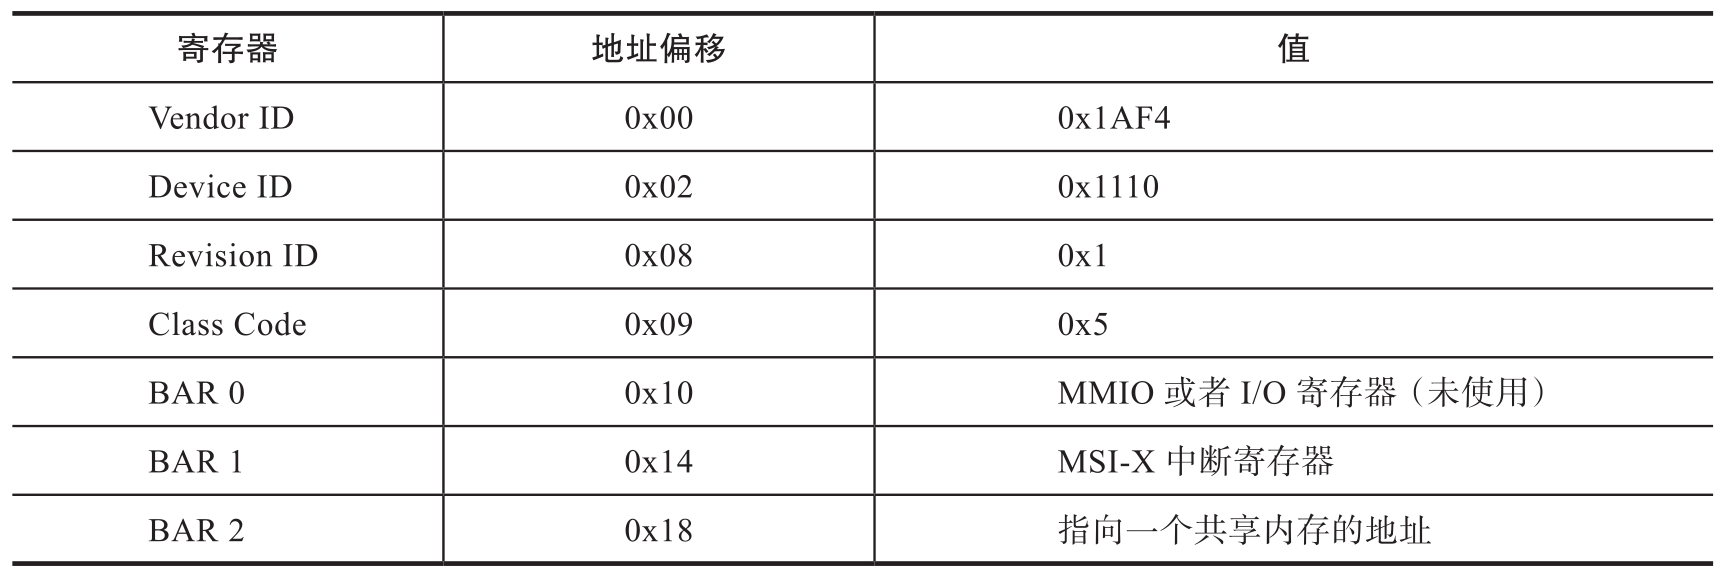 寄存器 地址偏移 值
Vendor ID 0x00 0x1AF4
Device ID 0x02 0x1110
Revision ID 0x08 0x1
Class Code 0x09 0x5
BAR 0 0x10 MMIO 或者 I/O 寄存器（未使用）
BAR 1 0x14 MSI-X 中断寄存器
BAR 2 0x18 指向一个共享内存的地址